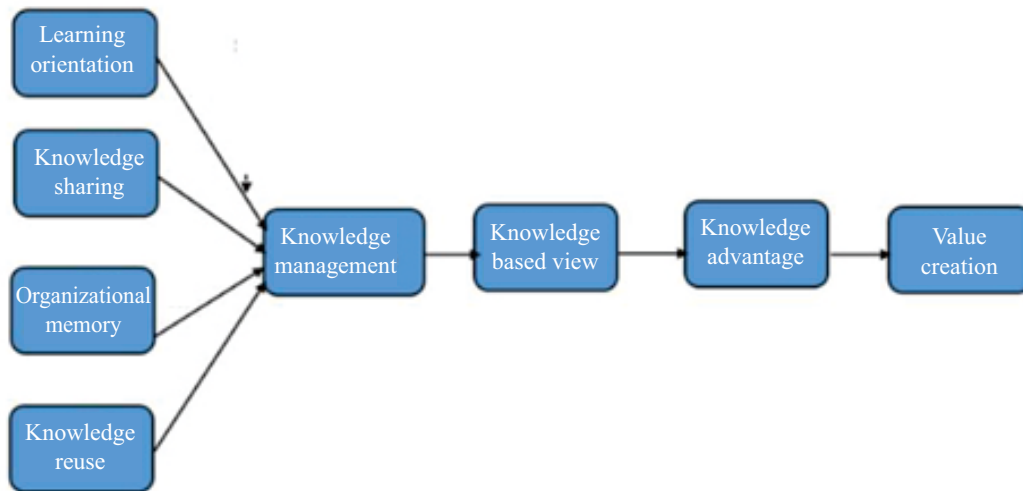 Learning
orientation
Knowledge
sharing
Organizational
memory
Knowledge
reuse
Knowledge
management
Knowledge
based view
Knowledge
advantage
Value
creation